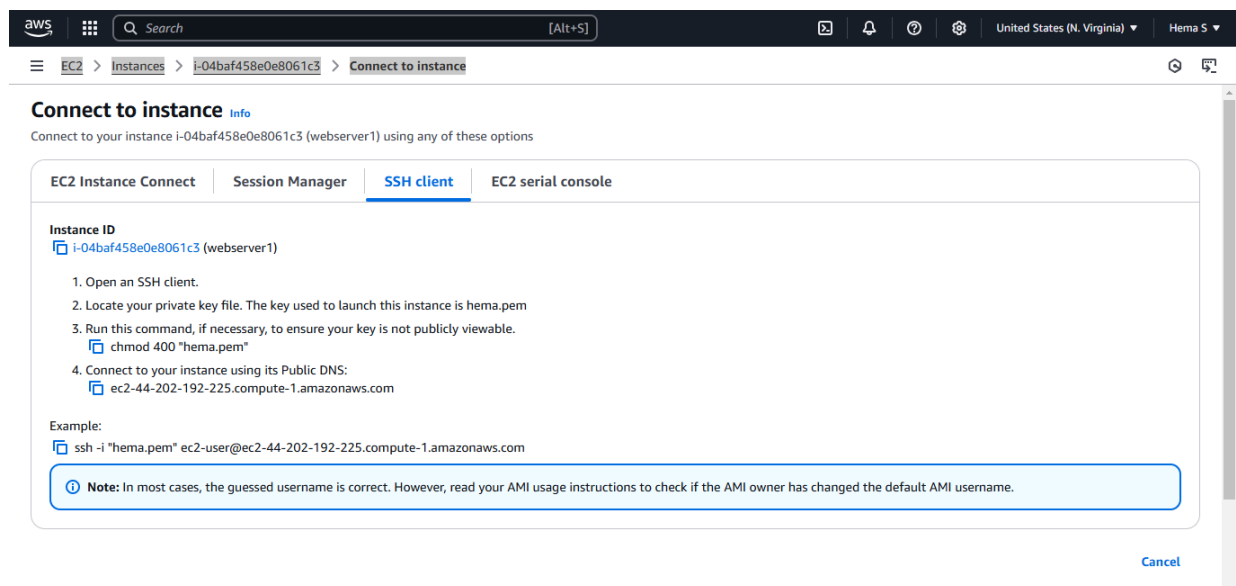 aws
Search [Alt+S] United States (N. Virginia) Hema S
EC2 > Instances > i-04baf458e0e8061c3 > Connect to instance
Connect to instance Info
Connect to your instance i-04baf458e0e8061c3 (webserver1) using any of these options
EC2 Instance Connect Session Manager SSH client EC2 serial console
Instance ID
i-04baf458e0e8061c3 (webserver1)
1. Open an SSH client.
2. Locate your private key file. The key used to launch this instance is hema.pem
3. Run this command, if necessary, to ensure your key is not publicly viewable.
chmod 400 "hema.pem"
4. Connect to your instance using its Public DNS:
ec2-44-202-192-225.compute-1.amazonaws.com
Example:
ssh -i "hema.pem" ec2-user@ec2-44-202-192-225.compute-1.amazonaws.com
Note: In most cases, the guessed username is correct. However, read your AMI usage instructions to check if the AMI owner has changed the default AMI username.
Cancel